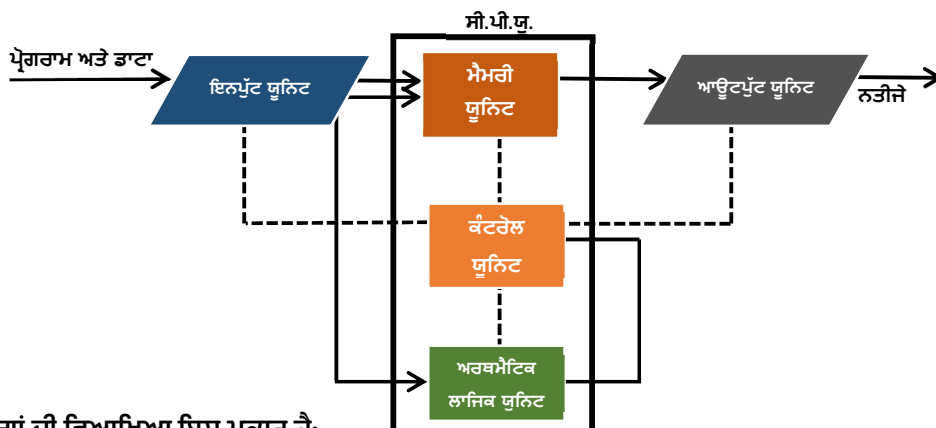 ਸੀ.ਪੀ.ਯੁ.
ਪ੍ਰੋਗਰਾਮ ਅਤੇ ਡਾਟਾ
ਇਨਪੁੱਟ ਯੂਨਿਟ
ਮੈਮਰੀ
ਯੂਨਿਟ
ਆਊਟਪੁੱਟ ਯੂਨਿਟ
ਨਤੀਜੇ
ਕੰਟਰੋਲ
ਯੂਨਿਟ
ਅਰਥਮੈਟਿਕ
ਲਾਜਿਕ ਯੁਨਿਟ